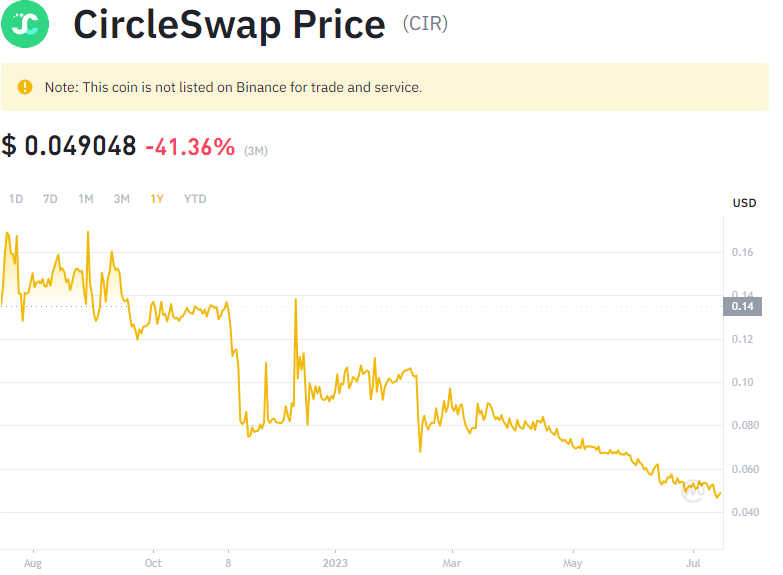 CircleSwap Price (CIR)
Note: This coin is not listed on Binance for trade and service.
$ 0.049048 -41.36% (3M)
1D 7D 1M 3M 1Y YTD
USD
0.16
0.14
0.14
0.12
0.10
0.080
0.060
0.040
Aug Oct 8 2023 Mar May Jul